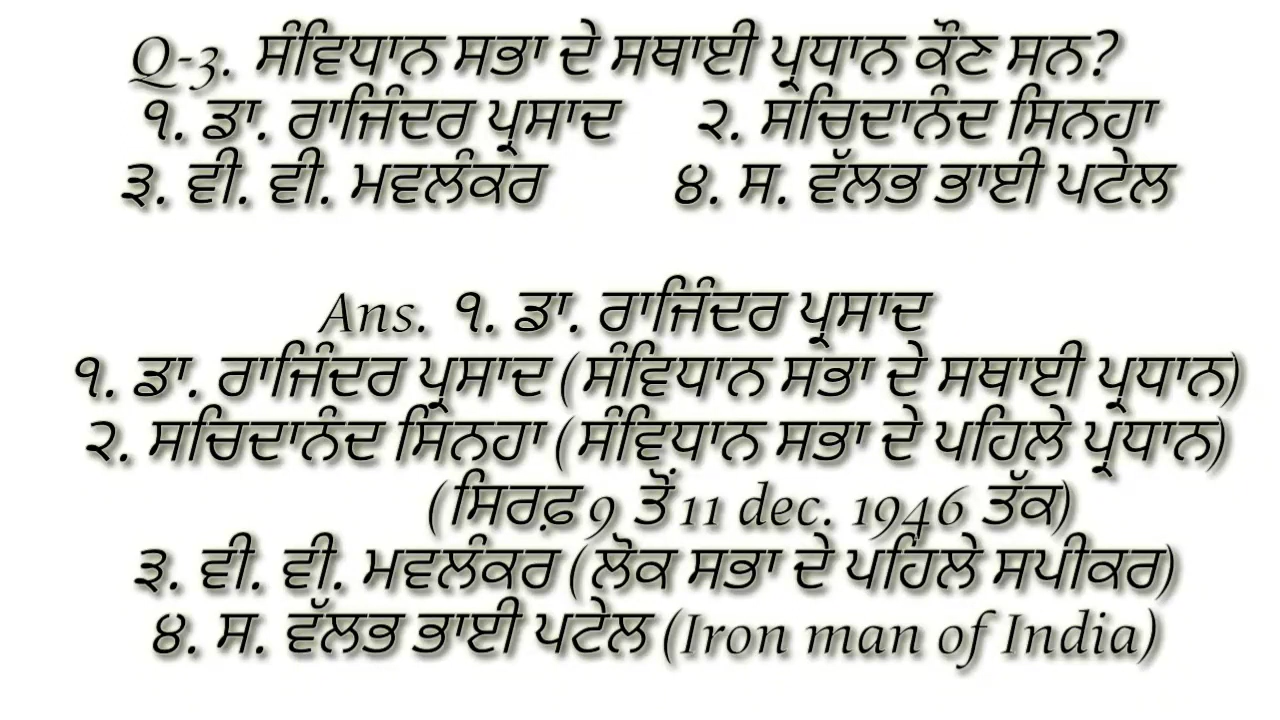 Q-3. ਸੰਵਿਧਾਨ ਸਭਾ ਦੇ ਸਥਾਈ ਪ੍ਰਧਾਨ ਕੌਣ ਸਨ?
੧. ਡਾ. ਰਾਜਿੰਦਰ ਪ੍ਰਸਾਦ ੨. ਸਚਿਦਾਨੰਦ ਸਿਨਹਾ
੩. ਵੀ. ਵੀ. ਮਵਲੰਕਰ ੪. ਸ. ਵੱਲਭ ਭਾਈ ਪਟੇਲ
Ans. ੧. ਡਾ. ਰਾਜਿੰਦਰ ਪ੍ਰਸਾਦ
੧. ਡਾ. ਰਾਜਿੰਦਰ ਪ੍ਰਸਾਦ (ਸੰਵਿਧਾਨ ਸਭਾ ਦੇ ਸਥਾਈ ਪ੍ਰਧਾਨ)
੨. ਸਚਿਦਾਨੰਦ ਸਿਨਹਾ (ਸੰਵਿਧਾਨ ਸਭਾ ਦੇ ਪਹਿਲੇ ਪ੍ਰਧਾਨ)
(ਸਿਰਫ਼ 9 ਤੋਂ 11 dec. 1946 ਤੱਕ)
੩. ਵੀ. ਵੀ. ਮਵਲੰਕਰ (ਲੋਕ ਸਭਾ ਦੇ ਪਹਿਲੇ ਸਪੀਕਰ)
੪. ਸ. ਵੱਲਭ ਭਾਈ ਪਟੇਲ (Iron man of India)